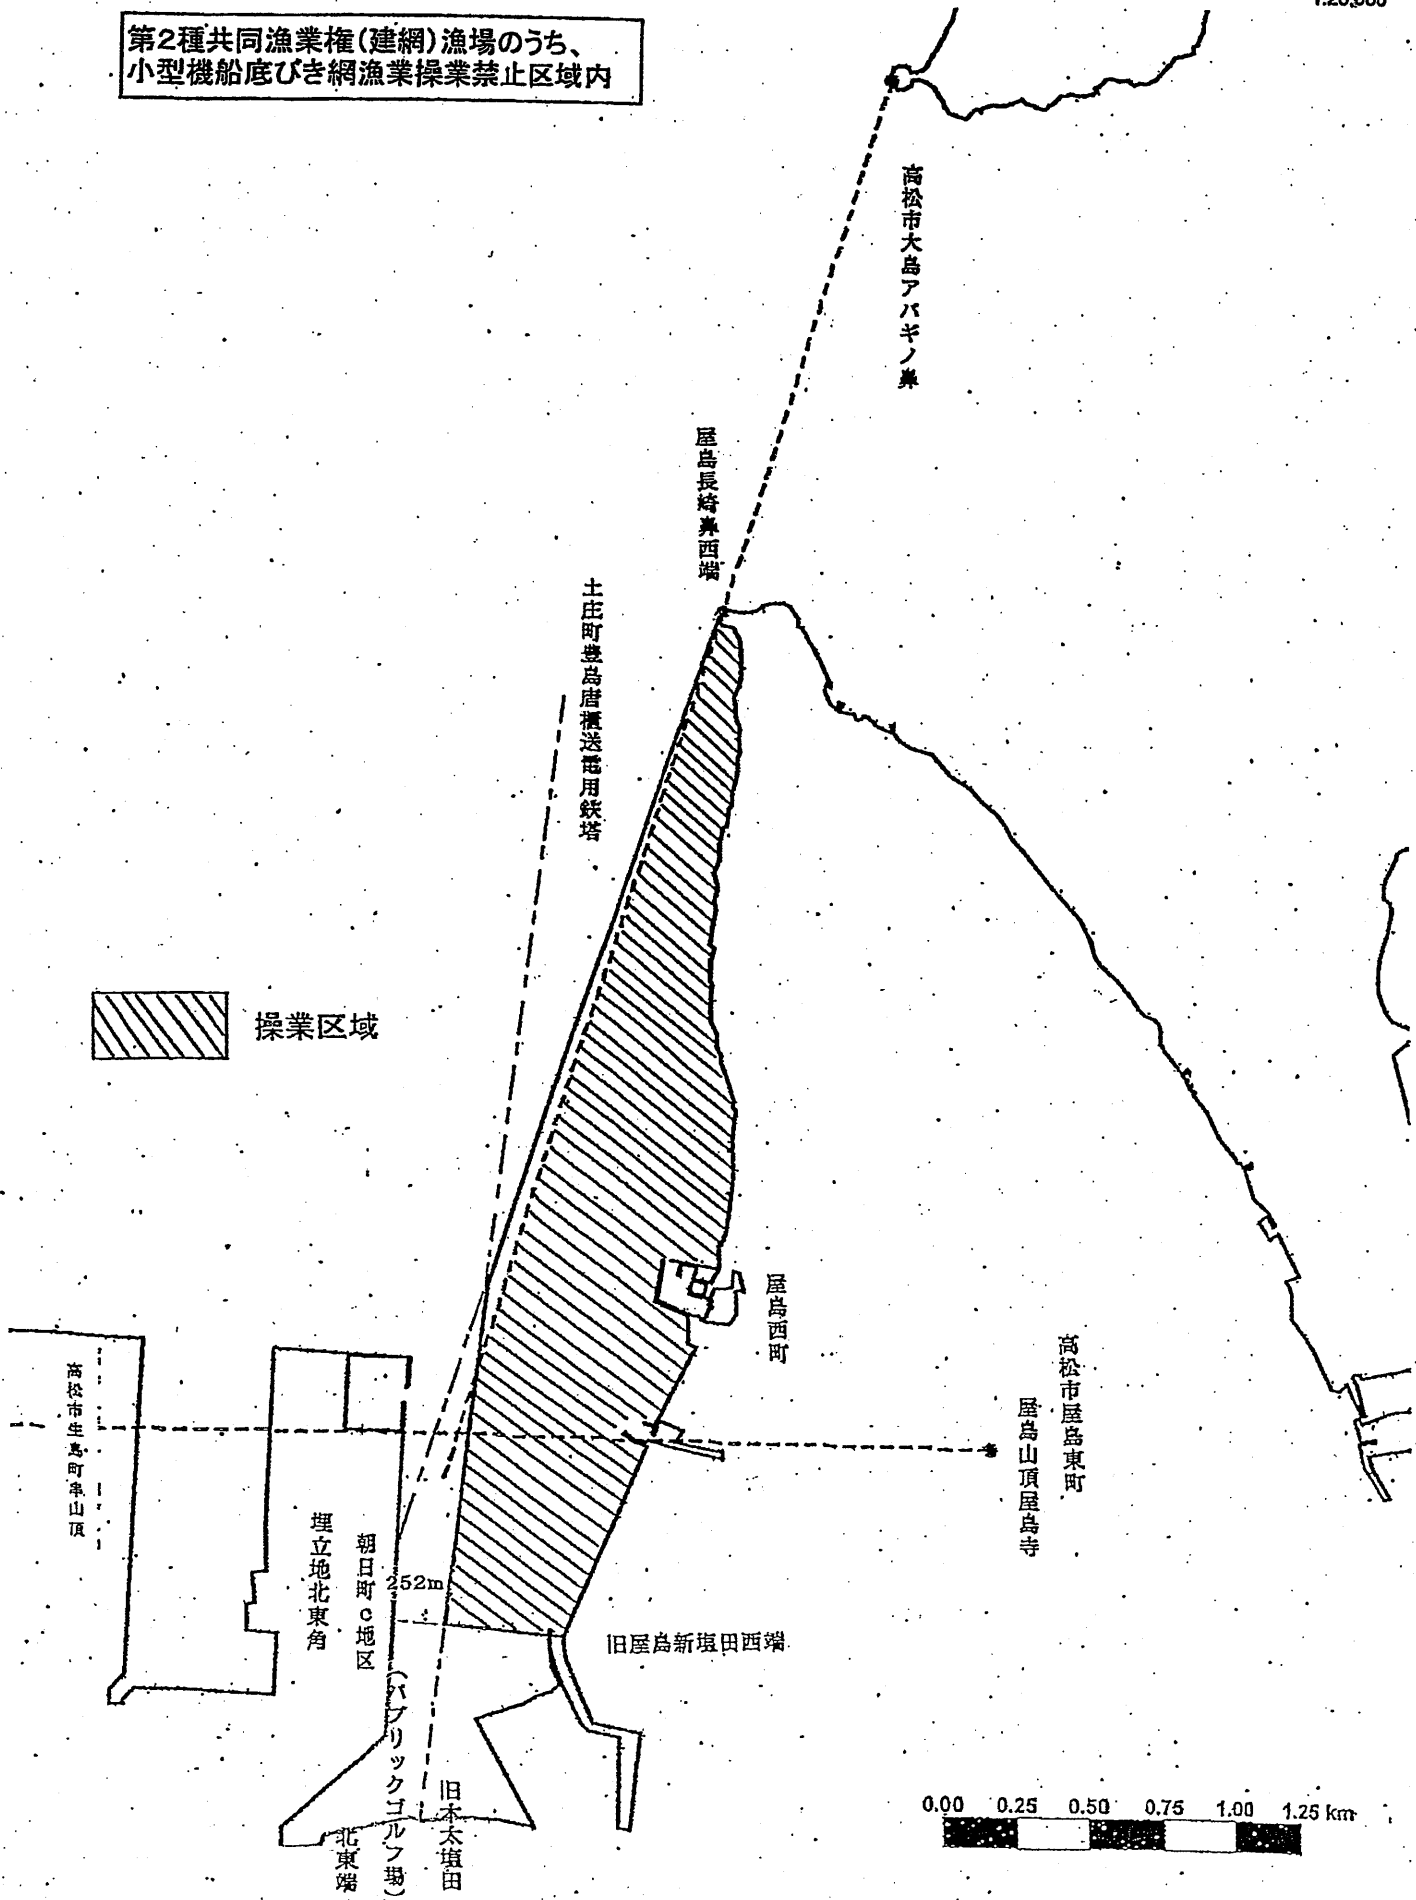 第2種共同漁業権(建網)漁場のうち、
小型機船底びき網漁業操業禁止区域内
高松市大島アバギノ鼻
屋島長崎鼻西端
土庄町豊島唐櫃送電用鉄塔
操業区域
屋島西町
高松市屋島東町
屋島山頂屋島寺
高松市生島町串山頂
朝日町C地区
埋立地北東角
252m
旧屋島新塩田西端
旧木太塩田
(パブリックゴルフ場)
北東端
0.00 0.25 0.50 0.75 1.00 1.25 km